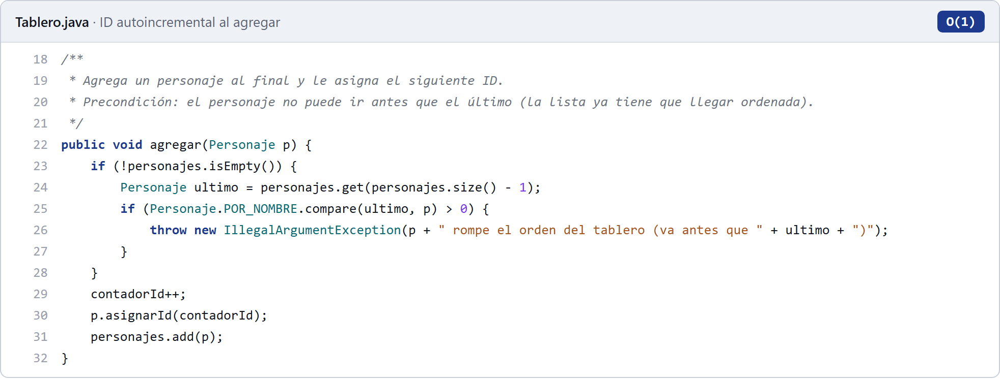 Tablero.java · ID autoincremental al agregar O(1)
18 /**
19  * Agrega un personaje al final y le asigna el siguiente ID.
20  * Precondición: el personaje no puede ir antes que el último (la lista ya tiene que llegar ordenada).
21  */
22 public void agregar(Personaje p) {
23     if (!personajes.isEmpty()) {
24         Personaje ultimo = personajes.get(personajes.size() - 1);
25         if (Personaje.POR_NOMBRE.compare(ultimo, p) > 0) {
26             throw new IllegalArgumentException(p + " rompe el orden del tablero (va antes que " + ultimo + ")");
27         }
28     }
29     contadorId++;
30     p.asignarId(contadorId);
31     personajes.add(p);
32 }